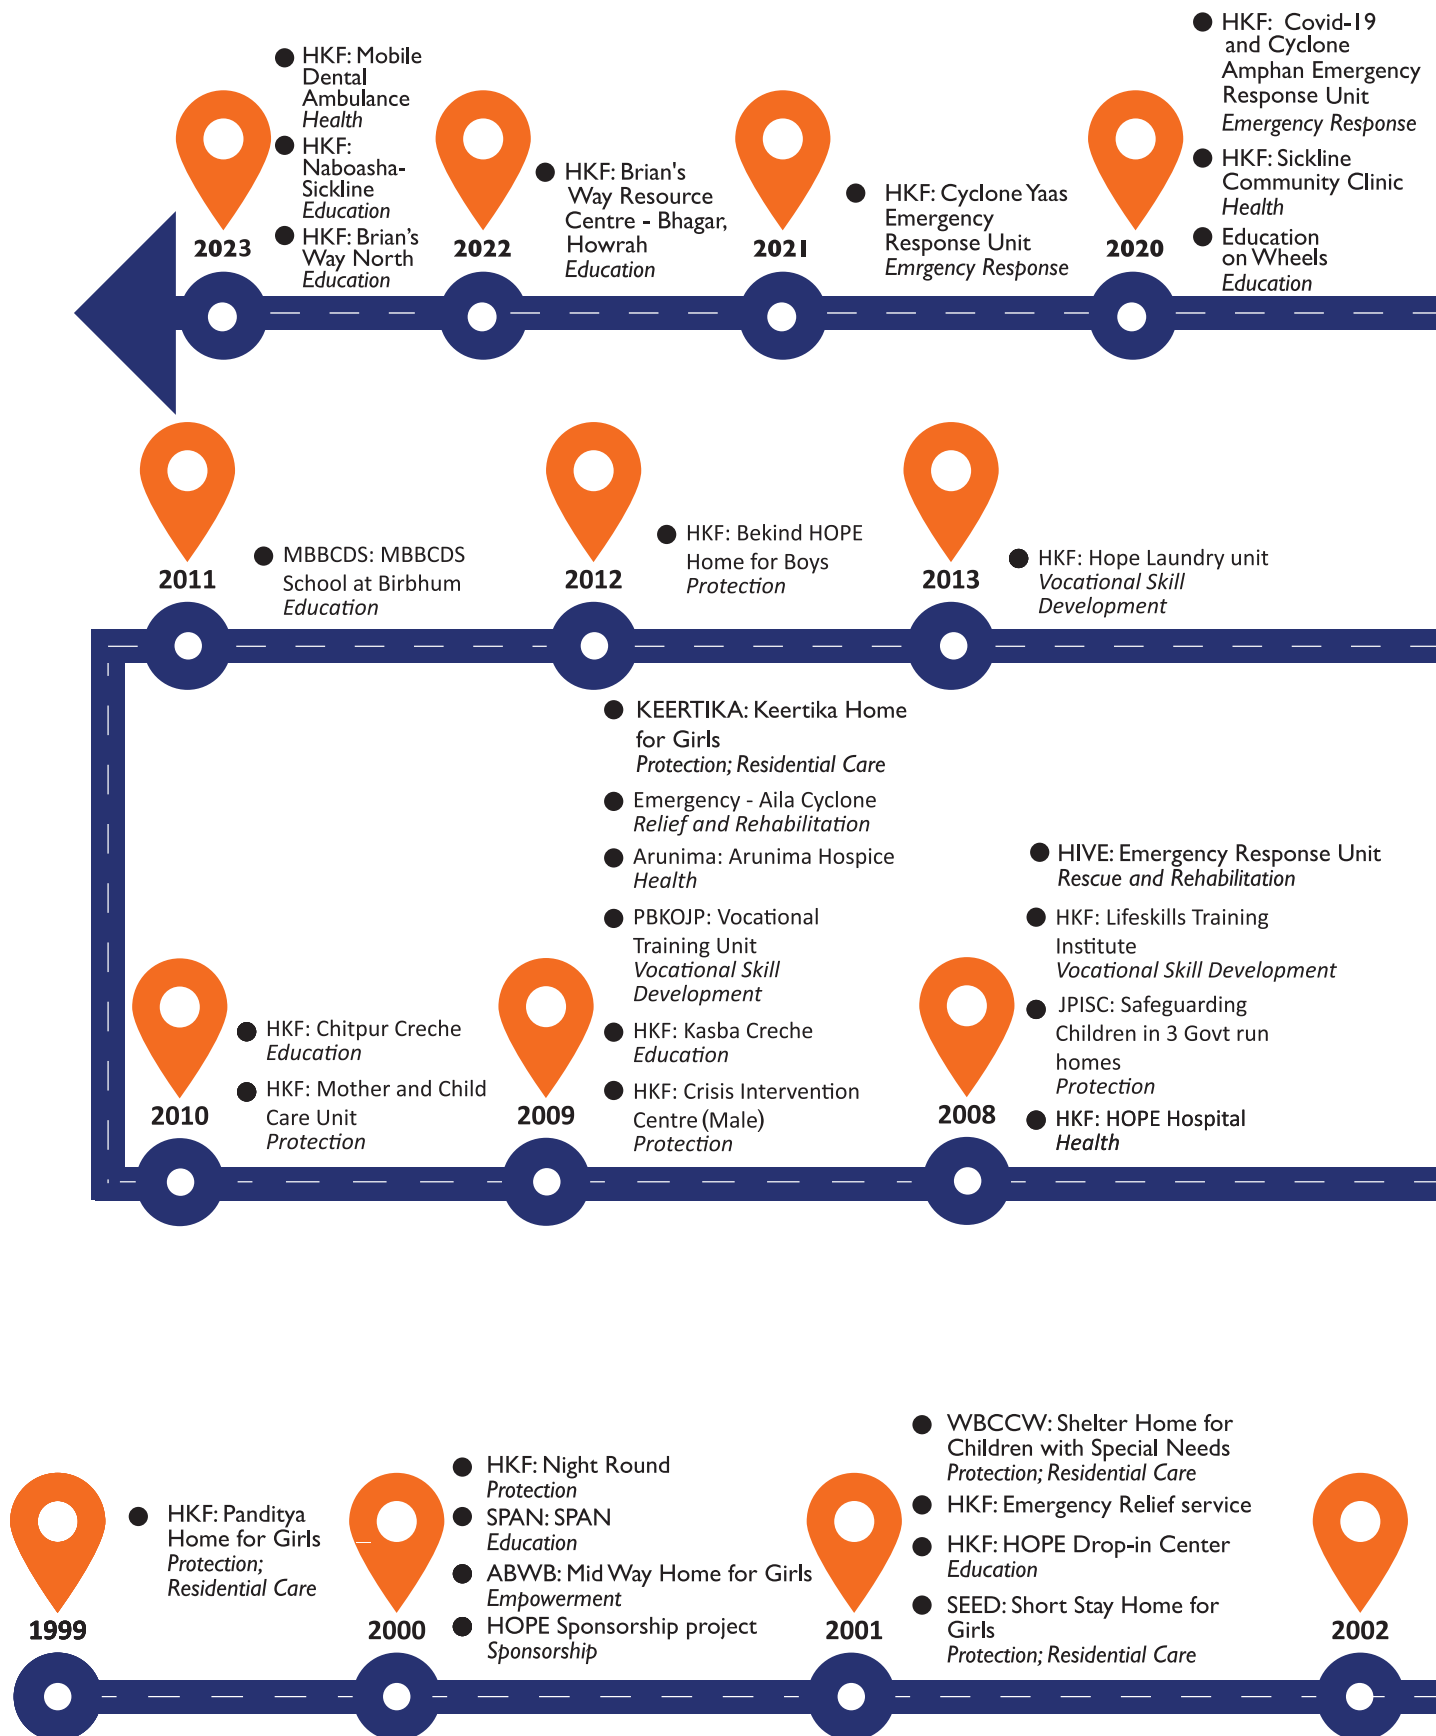 HKF: Mobile
Dental
Ambulance
Health
HKF:
Naboasha-
Sickline
Education
HKF: Brian's
Way North
Education
2023
HKF: Brian's
Way Resource
Centre - Bhagar,
Howrah
Education
2022
HKF: Cyclone Yaas
Emergency
Response Unit
Emrgency Response
2021
HKF: Covid-19
and Cyclone
Amphan Emergency
Response Unit
Emergency Response
HKF: Sickline
Community Clinic
Health
Education
on Wheels
Education
2020
2011
MBBCDS: MBBCDS
School at Birbhum
Education
2012
HKF: Bekind HOPE
Home for Boys
Protection
2013
HKF: Hope Laundry unit
Vocational Skill
Development
2010
HKF: Chitpur Creche
Education
HKF: Mother and Child
Care Unit
Protection
2009
KEERTIKA: Keertika Home
for Girls
Protection; Residential Care
Emergency - Aila Cyclone
Relief and Rehabilitation
Arunima: Arunima Hospice
Health
PBKOJP: Vocational
Training Unit
Vocational Skill
Development
HKF: Kasba Creche
Education
HKF: Crisis Intervention
Centre (Male)
Protection
2008
HIVE: Emergency Response Unit
Rescue and Rehabilitation
HKF: Lifeskills Training
Institute
Vocational Skill Development
JPISC: Safeguarding
Children in 3 Govt run
homes
Protection
HKF: HOPE Hospital
Health
1999
HKF: Panditya
Home for Girls
Protection;
Residential Care
2000
HKF: Night Round
Protection
SPAN: SPAN
Education
ABWB: Mid Way Home for Girls
Empowerment
HOPE Sponsorship project
Sponsorship
2001
WBCCW: Shelter Home for
Children with Special Needs
Protection; Residential Care
HKF: Emergency Relief service
HKF: HOPE Drop-in Center
Education
SEED: Short Stay Home for
Girls
Protection; Residential Care
2002